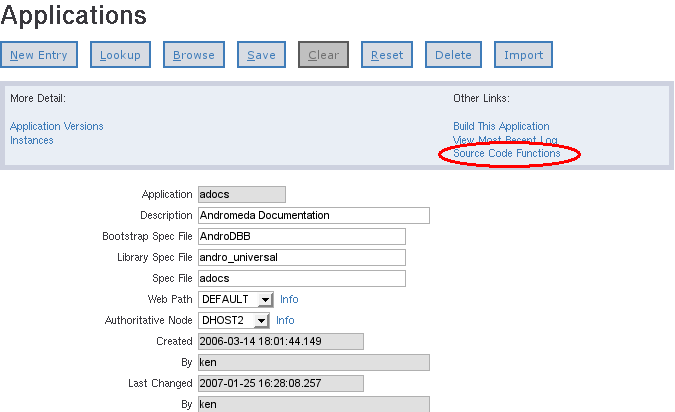 Applications
New Entry Lookup Browse Save Clear Reset Delete Import
More Detail: Other Links:
Application Versions Build This Application
Instances View Most Recent Log
Source Code Functions
Application adocs
Description Andromeda Documentation
Bootstrap Spec File AndroDBB
Library Spec File andro_universal
Spec File adocs
Web Path DEFAULT Info
Authoritative Node DHOST2 Info
Created 2006-03-14 18:01:44.149
By ken
Last Changed 2007-01-25 16:28:08.257
By ken